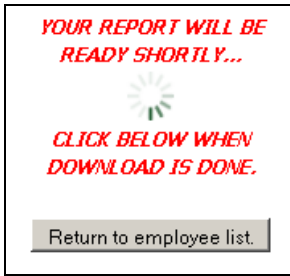 YOUR REPORT WILL BE
READY SHORTLY...
CLICK BELOW WHEN
DOWNLOAD IS DONE.
Return to employee list.